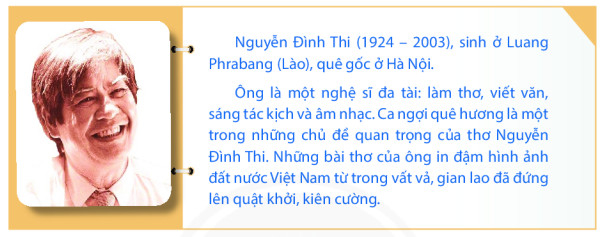 Nguyễn Đình Thi (1924 – 2003), sinh ở Luang
Phrabang (Lào), quê gốc ở Hà Nội.
Ông là một nghệ sĩ đa tài: làm thơ, viết văn,
sáng tác kịch và âm nhạc. Ca ngợi quê hương là một
trong những chủ đề quan trọng của thơ Nguyễn
Đình Thi. Những bài thơ của ông in đậm hình ảnh
đất nước Việt Nam từ trong vất vả, gian lao đã đứng
lên quật khởi, kiên cường.